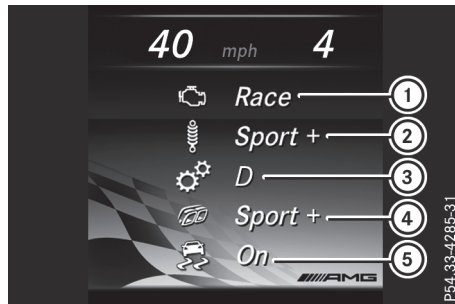 40 mph 4
Race 1
Sport + 2
D 3
Sport + 4
On 5
AMG
P54.33-4285-31